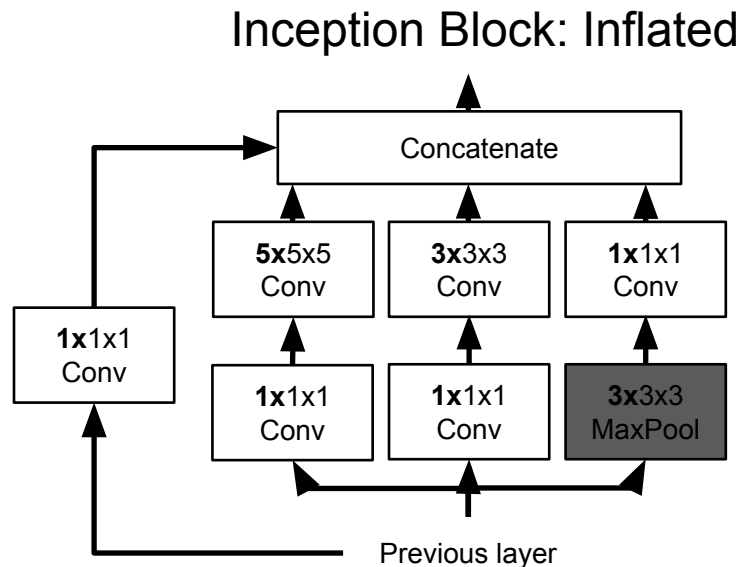 Inception Block: Inflated
Concatenate
5x5x5
Conv
3x3x3
Conv
1x1x1
Conv
1x1x1
Conv
1x1x1
Conv
1x1x1
Conv
3x3x3
MaxPool
Previous layer